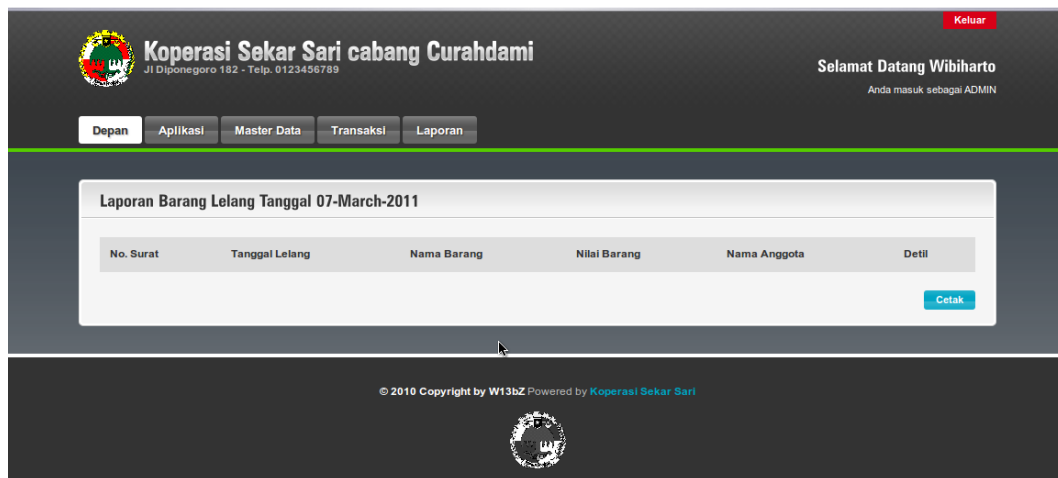 Keluar
Koperasi Sekar Sari cabang Curahdami
Jl Diponegoro 182 - Telp. 0123456789
Selamat Datang Wibiharto
Anda masuk sebagai ADMIN
Depan Aplikasi Master Data Transaksi Laporan
Laporan Barang Lelang Tanggal 07-March-2011
No. Surat Tanggal Lelang Nama Barang Nilai Barang Nama Anggota Detil
Cetak
© 2010 Copyright by W13bZ Powered by Koperasi Sekar Sari